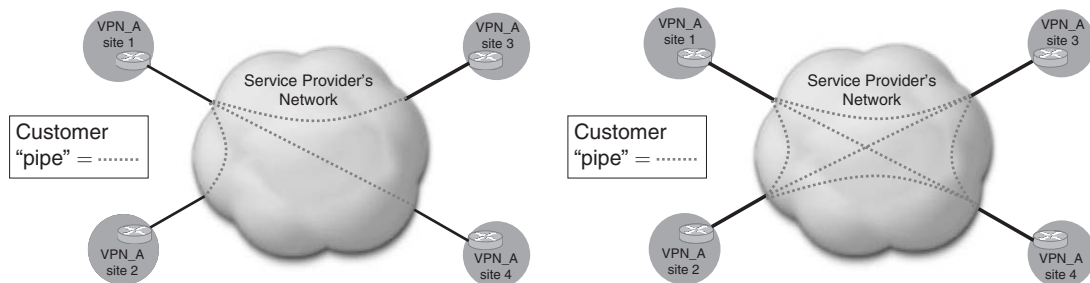 VPN_A
site 1
VPN_A
site 3
Service Provider's
Network
Customer
“pipe” =
VPN_A
site 2
VPN_A
site 4
VPN_A
site 1
VPN_A
site 3
Service Provider's
Network
Customer
“pipe” =
VPN_A
site 2
VPN_A
site 4